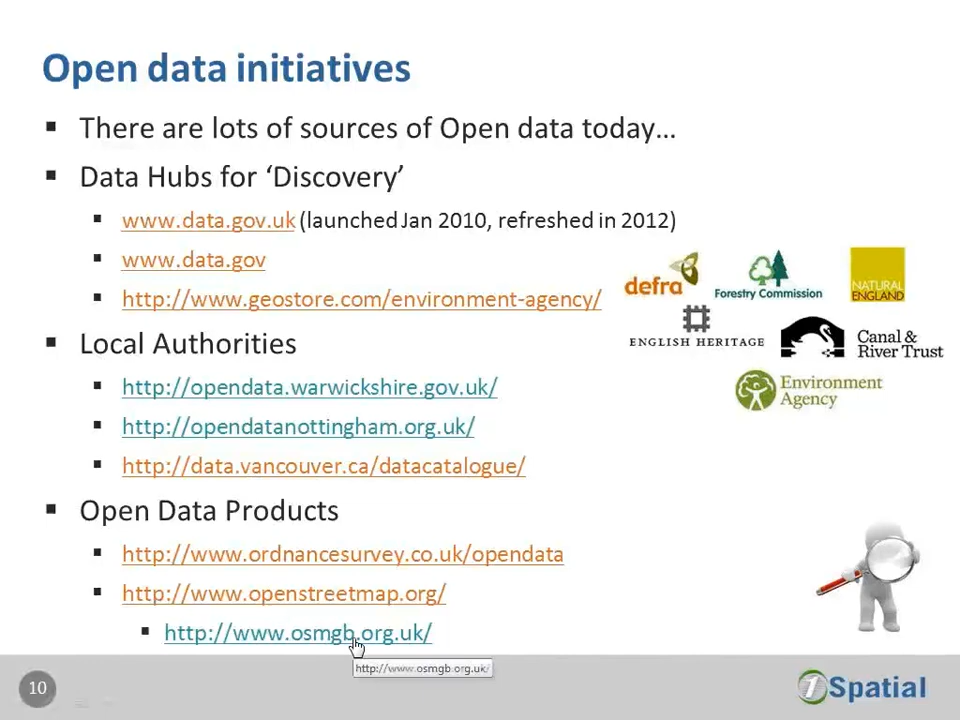 Open data initiatives
There are lots of sources of Open data today…
Data Hubs for ‘Discovery’
www.data.gov.uk (launched Jan 2010, refreshed in 2012)
www.data.gov
http://www.geostore.com/environment-agency/
defra
Forestry Commission
NATURAL
ENGLAND
ENGLISH HERITAGE
Canal &
River Trust
Environment
Agency
Local Authorities
http://opendata.warwickshire.gov.uk/
http://opendatanottingham.org.uk/
http://data.vancouver.ca/datacatalogue/
Open Data Products
http://www.ordnancesurvey.co.uk/opendata
http://www.openstreetmap.org/
http://www.osmgb.org.uk/
http://www.osmgb.org.uk/
10
1Spatial